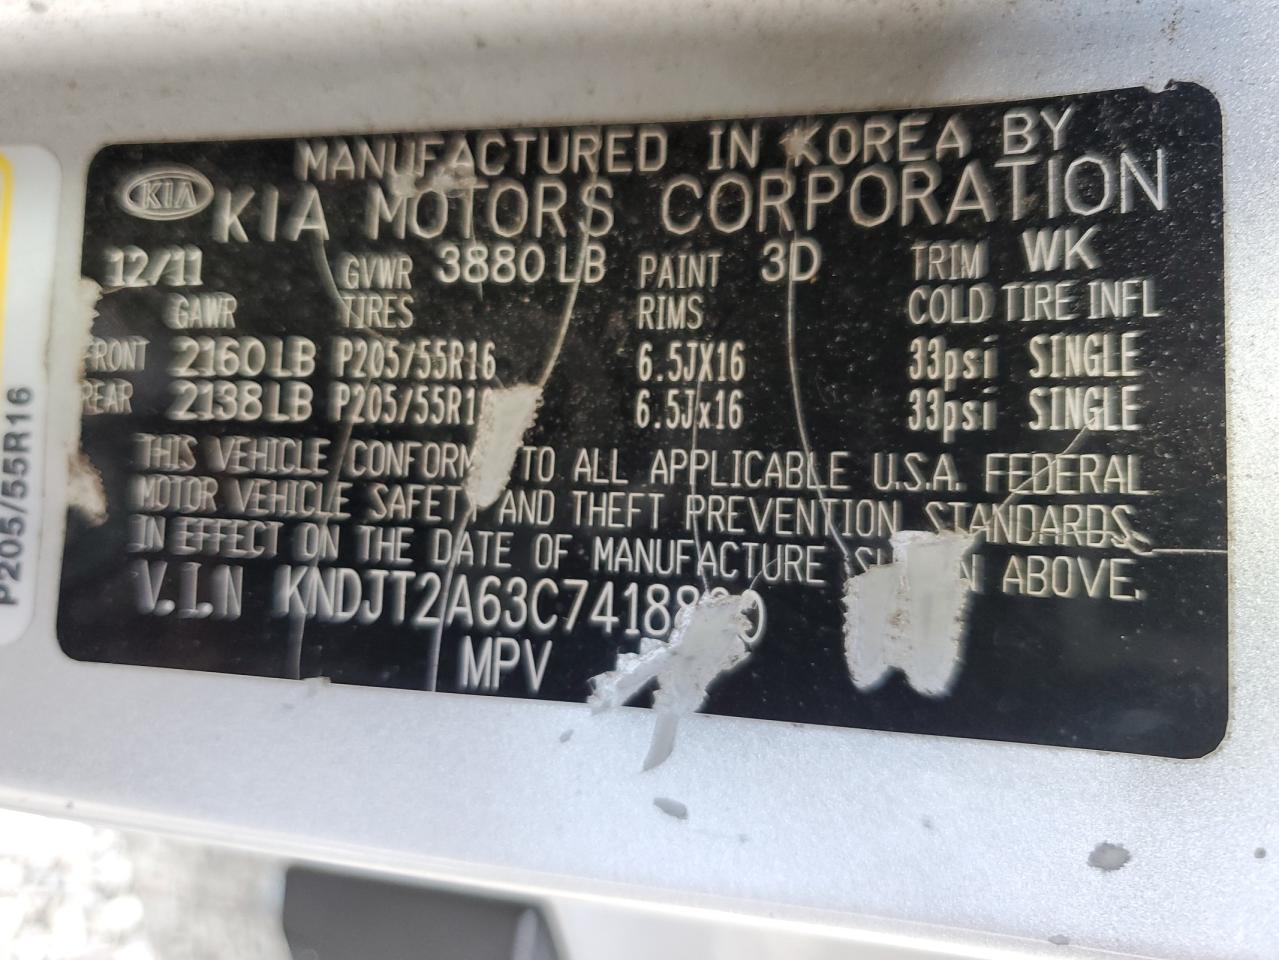 MANUFACTURED IN KOREA BY
KIA KIA MOTORS CORPORATION
12/11 GVWR 3880 LB PAINT 3D TRIM WK
GAWR TIRES RIMS COLD TIRE INFL
FRONT 2160 LB P205/55R16 6.5JX16 33psi SINGLE
REAR 2138 LB 6.5Jx16 33psi SINGLE
THIS VEHICLE TO ALL APPLICABLE U.S.A. FEDERAL
MOTOR VEHICLE AND THEFT PREVENTION STANDARDS
IN EFFECT ON THE DATE OF MANUFACTURE ABOVE.
V.I.N
MPV
P205/55R16